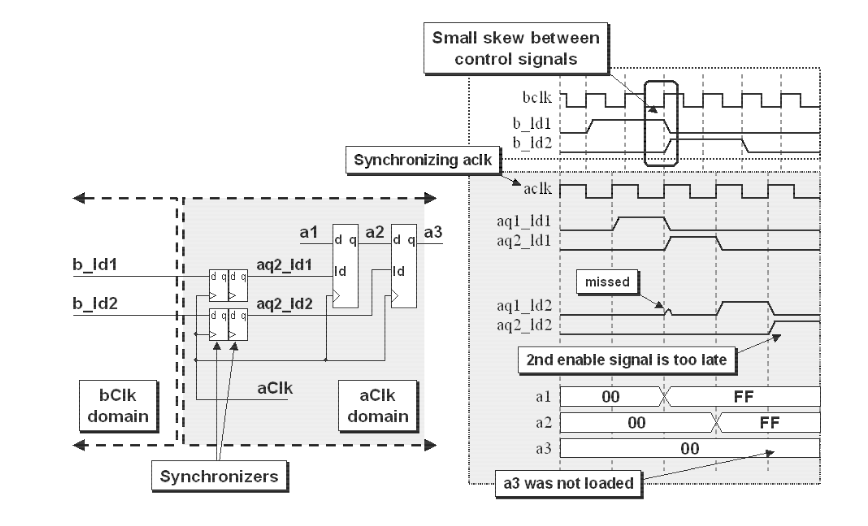 Small skew between
control signals
bclk
b_ld1
b_ld2
Synchronizing aclk
aclk
aq1_ld1
aq2_ld1
missed
aq1_ld2
aq2_ld2
2nd enable signal is too late
a1 00 FF
a2 00 FF
a3 00
a3 was not loaded
a1 a2 a3
d q d q
ld ld
b_ld1 d q d q aq2_ld1
b_ld2 d q d q aq2_ld2
aClk
bClk
domain
aClk
domain
Synchronizers